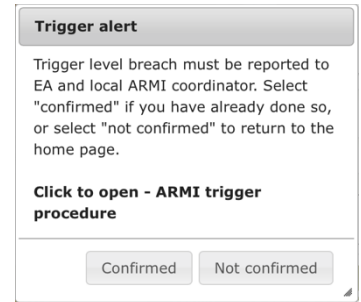 Trigger alert
Trigger level breach must be reported to
EA and local ARMI coordinator. Select
"confirmed" if you have already done so,
or select "not confirmed" to return to the
home page.
Click to open - ARMI trigger
procedure
Confirmed
Not confirmed